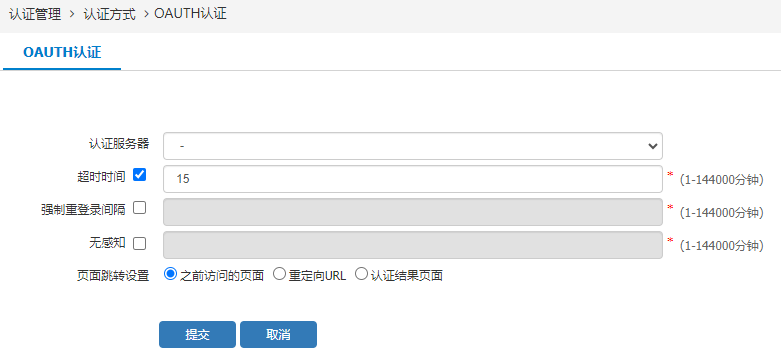 认证管理 > 认证方式 > OAUTH认证
OAUTH认证
认证服务器 -
超时时间 15 * (1-144000分钟)
强制重登录间隔 * (1-144000分钟)
无感知 * (1-144000分钟)
页面跳转设置 之前访问的页面 重定向URL 认证结果页面
提交 取消